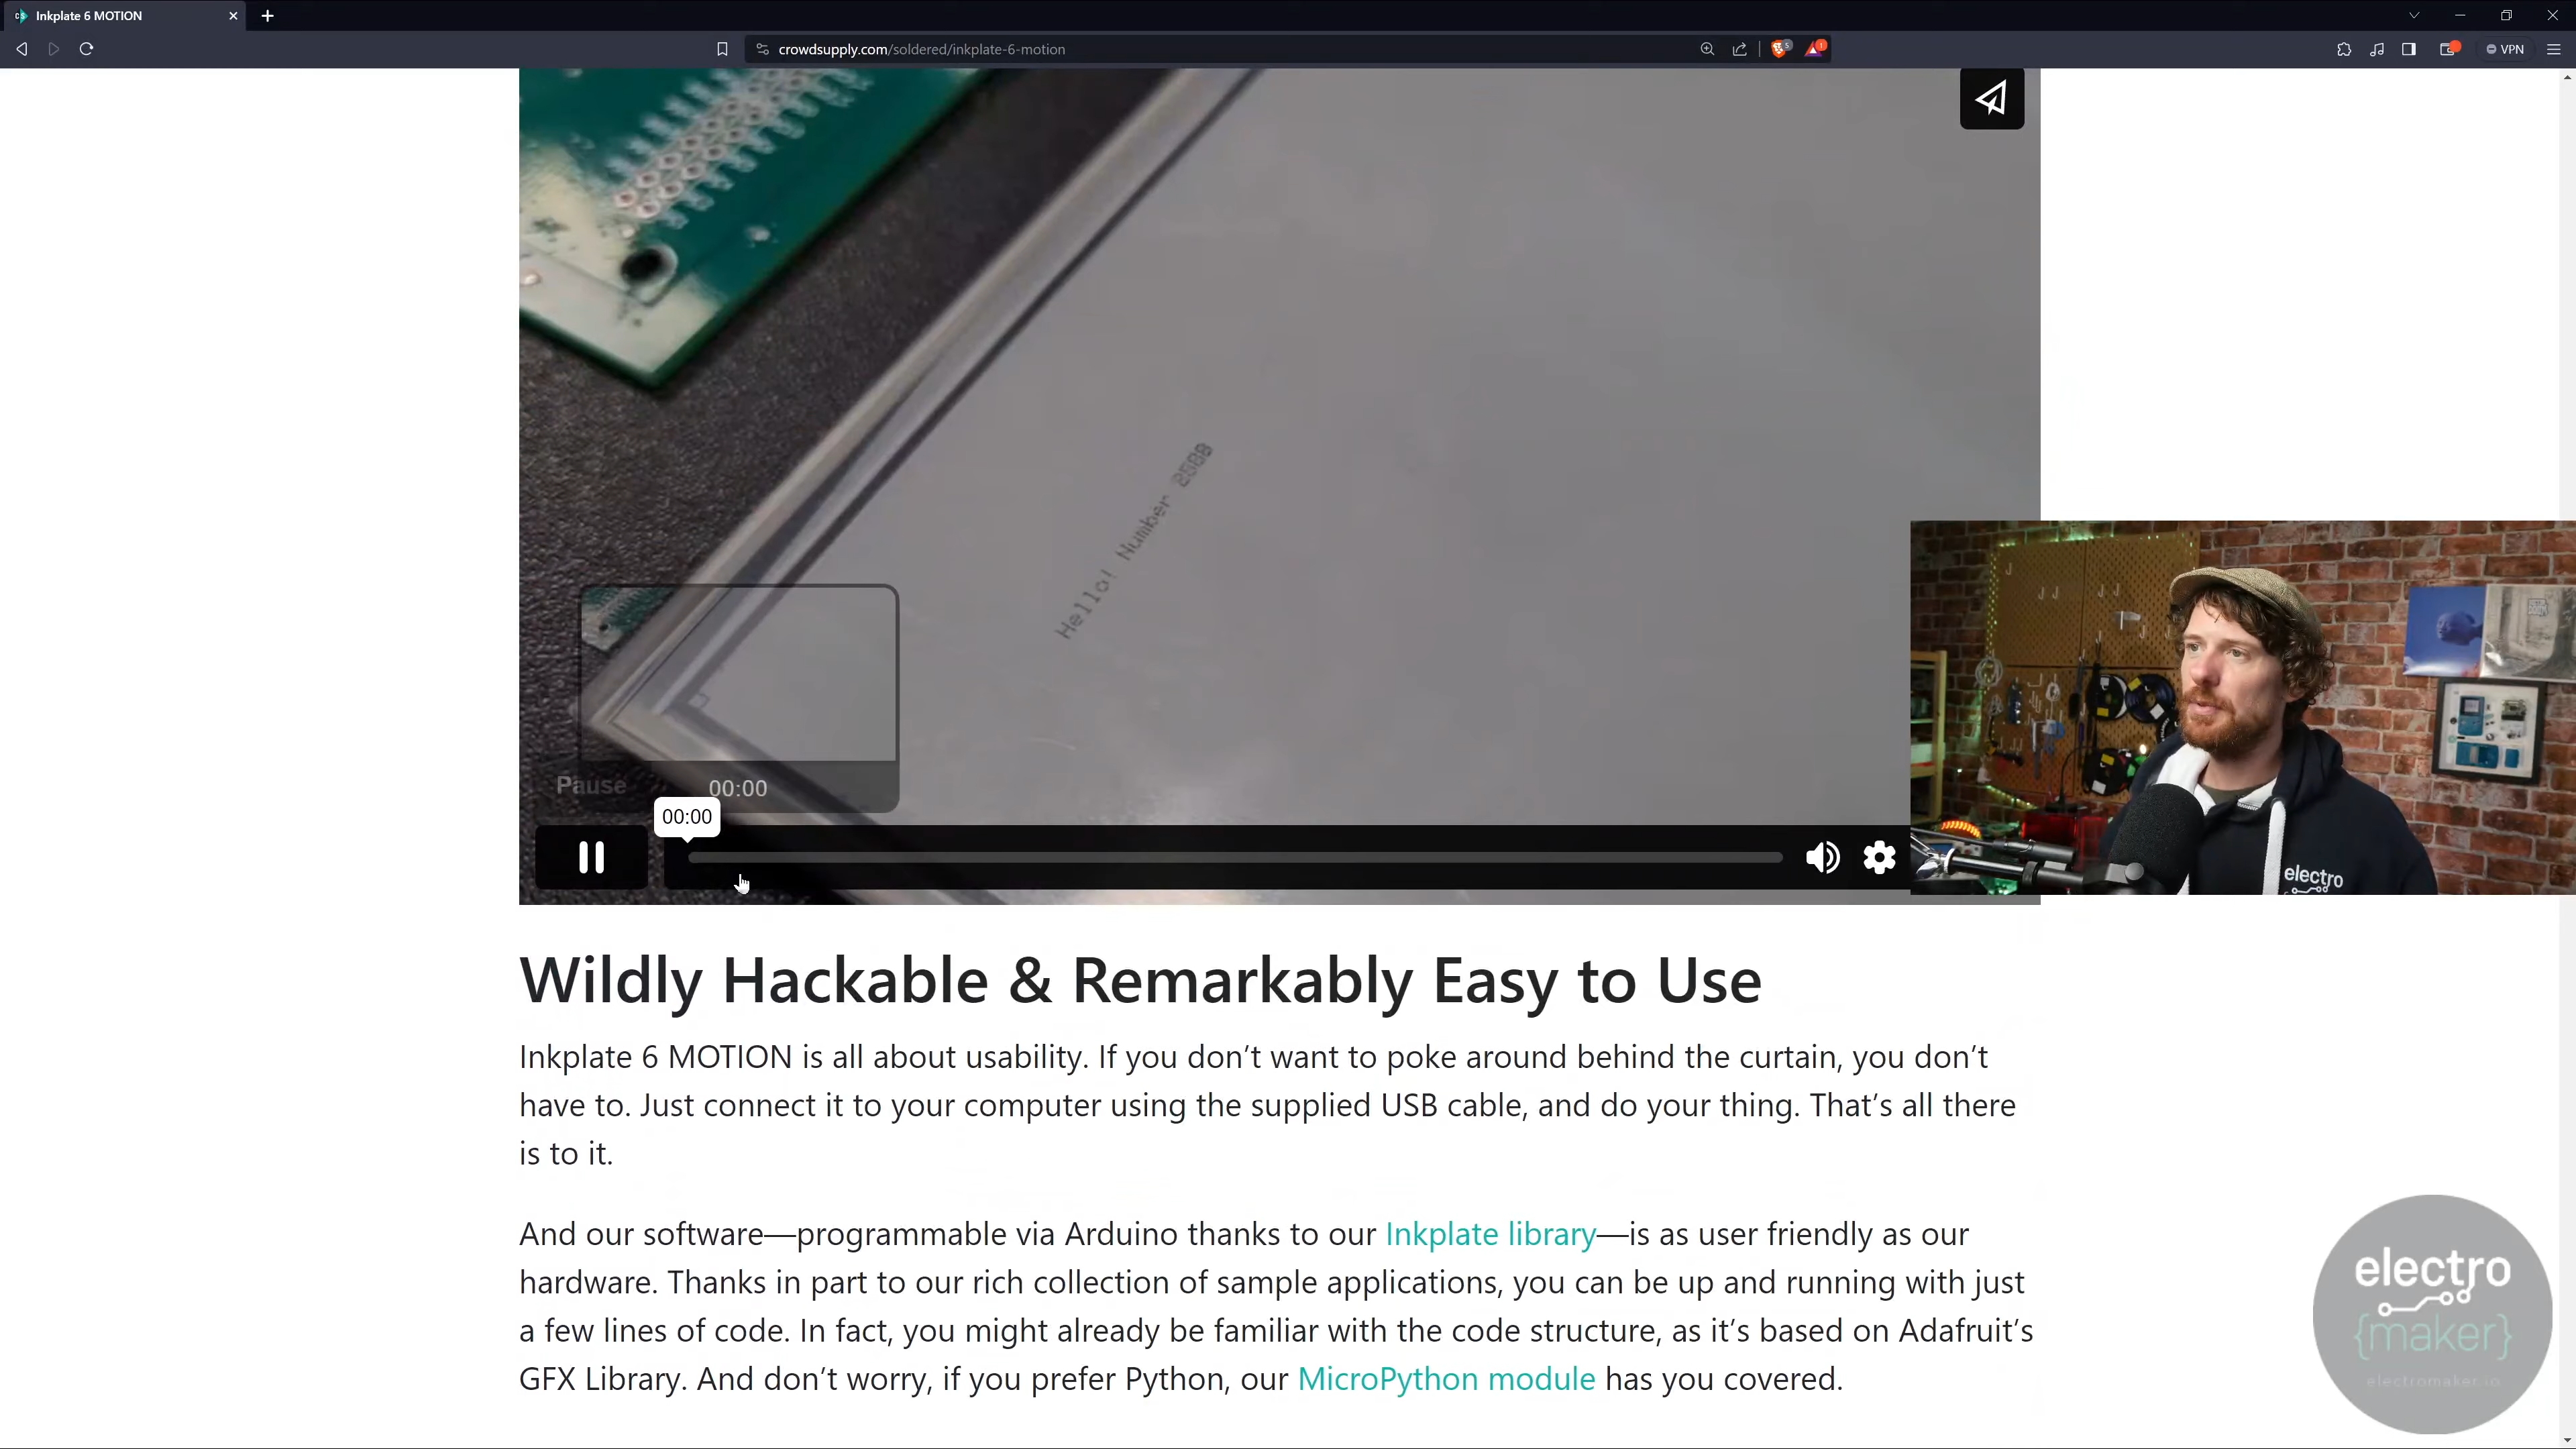 Inkplate 6 MOTION
crowdsupply.com/soldered/inkplate-6-motion
5
1
VPN
Hello! Number
Pause
00:00
00:00
electro
Wildly Hackable & Remarkably Easy to Use
Inkplate 6 MOTION is all about usability. If you don’t want to poke around behind the curtain, you don’t
have to. Just connect it to your computer using the supplied USB cable, and do your thing. That’s all there
is to it.
And our software—programmable via Arduino thanks to our Inkplate library—is as user friendly as our
hardware. Thanks in part to our rich collection of sample applications, you can be up and running with just
a few lines of code. In fact, you might already be familiar with the code structure, as it’s based on Adafruit’s
GFX Library. And don’t worry, if you prefer Python, our MicroPython module has you covered.
electro
{maker}
electromaker.io